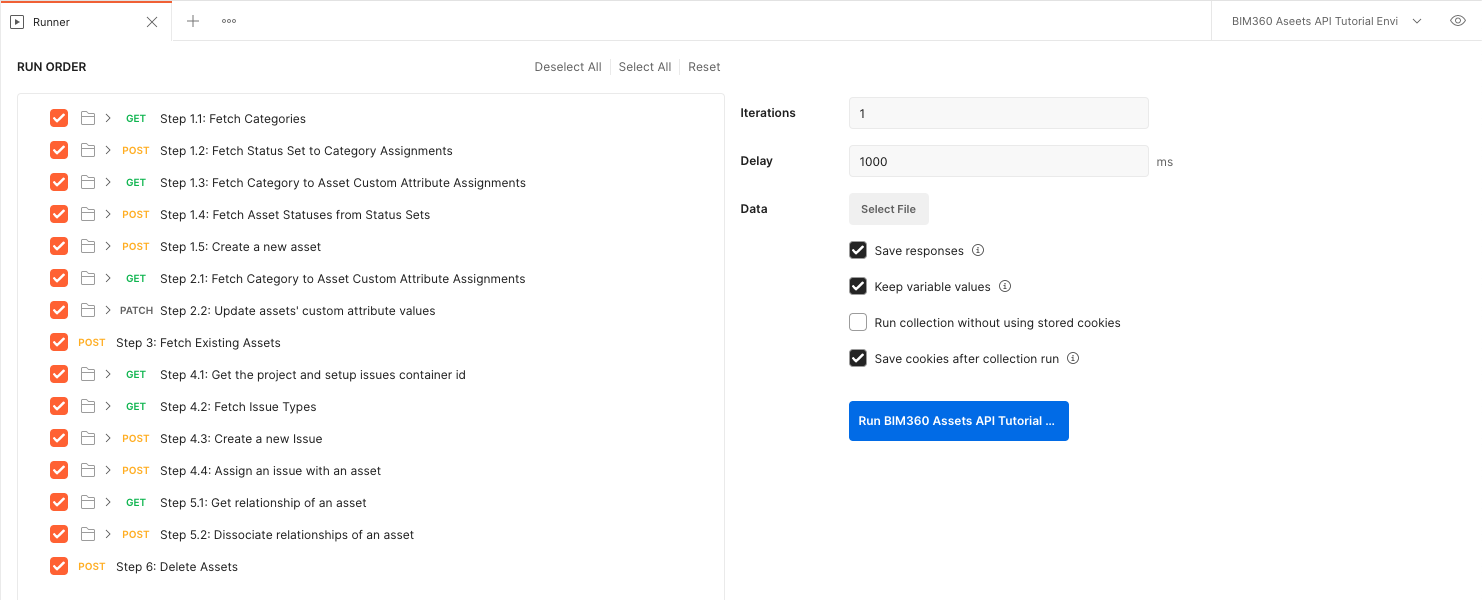 Runner
BIM360 Aseets API Tutorial Envi
RUN ORDER
Deselect All
Select All
Reset
GET Step 1.1: Fetch Categories
POST Step 1.2: Fetch Status Set to Category Assignments
GET Step 1.3: Fetch Category to Asset Custom Attribute Assignments
POST Step 1.4: Fetch Asset Statuses from Status Sets
POST Step 1.5: Create a new asset
GET Step 2.1: Fetch Category to Asset Custom Attribute Assignments
PATCH Step 2.2: Update assets' custom attribute values
POST Step 3: Fetch Existing Assets
GET Step 4.1: Get the project and setup issues container id
GET Step 4.2: Fetch Issue Types
POST Step 4.3: Create a new Issue
POST Step 4.4: Assign an issue with an asset
GET Step 5.1: Get relationship of an asset
POST Step 5.2: Dissociate relationships of an asset
POST Step 6: Delete Assets
Iterations 1
Delay 1000 ms
Data Select File
Save responses
Keep variable values
Run collection without using stored cookies
Save cookies after collection run
Run BIM360 Assets API Tutorial ...